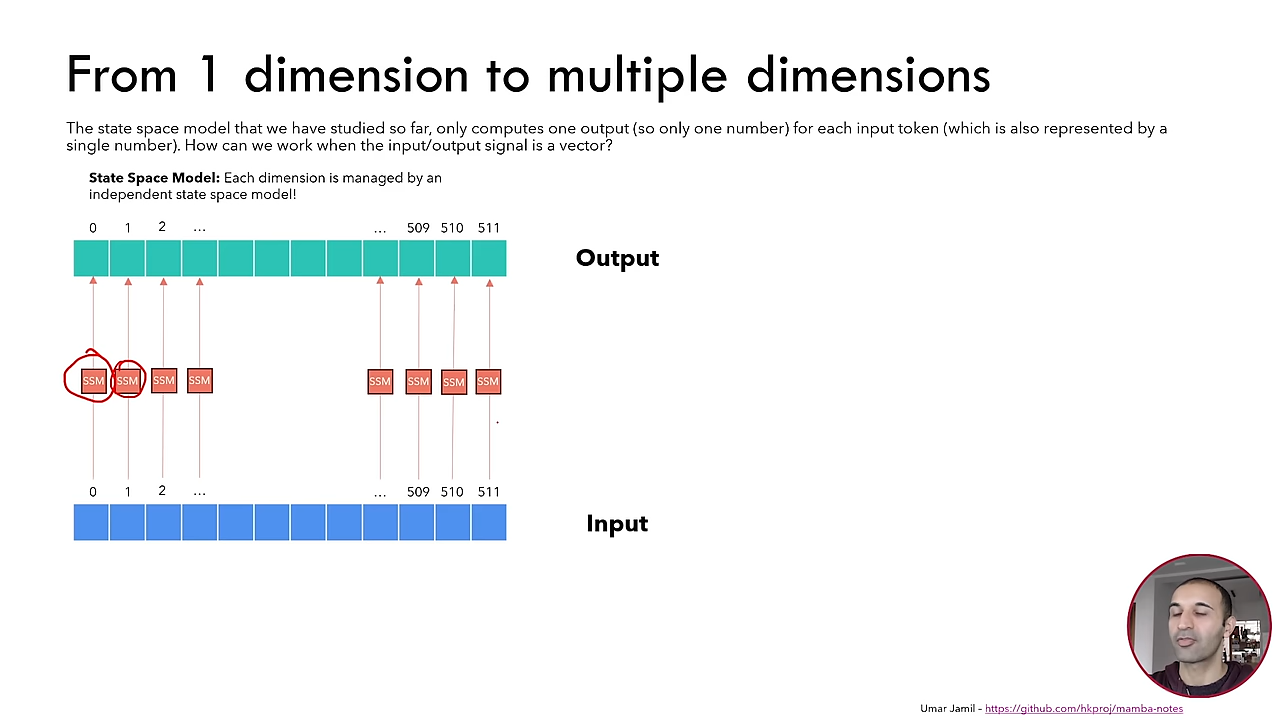 From 1 dimension to multiple dimensions
The state space model that we have studied so far, only computes one output (so only one number) for each input token (which is also represented by a
single number). How can we work when the input/output signal is a vector?
State Space Model: Each dimension is managed by an
independent state space model!
0 1 2 ... ... 509 510 511
Output
SSM SSM SSM SSM SSM SSM SSM SSM
0 1 2 ... ... 509 510 511
Input
Umar Jamil – https://github.com/hkproj/mamba-notes